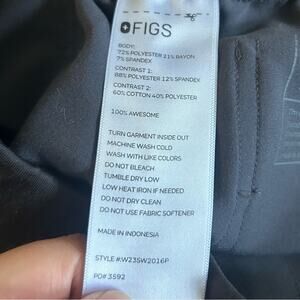 FIGS
BODY:
72% POLYESTER 21% RAYON
7% SPANDEX
CONTRAST 1:
88% POLYESTER 12% SPANDEX
CONTRAST 2:
60% COTTON 40% POLYESTER
100% AWESOME
TURN GARMENT INSIDE OUT
MACHINE WASH COLD
WASH WITH LIKE COLORS
DO NOT BLEACH
TUMBLE DRY LOW
LOW HEAT IRON IF NEEDED
DO NOT DRY CLEAN
DO NOT USE FABRIC SOFTENER
MADE IN INDONESIA
STYLE #:W23SW2016P
PO# 3592